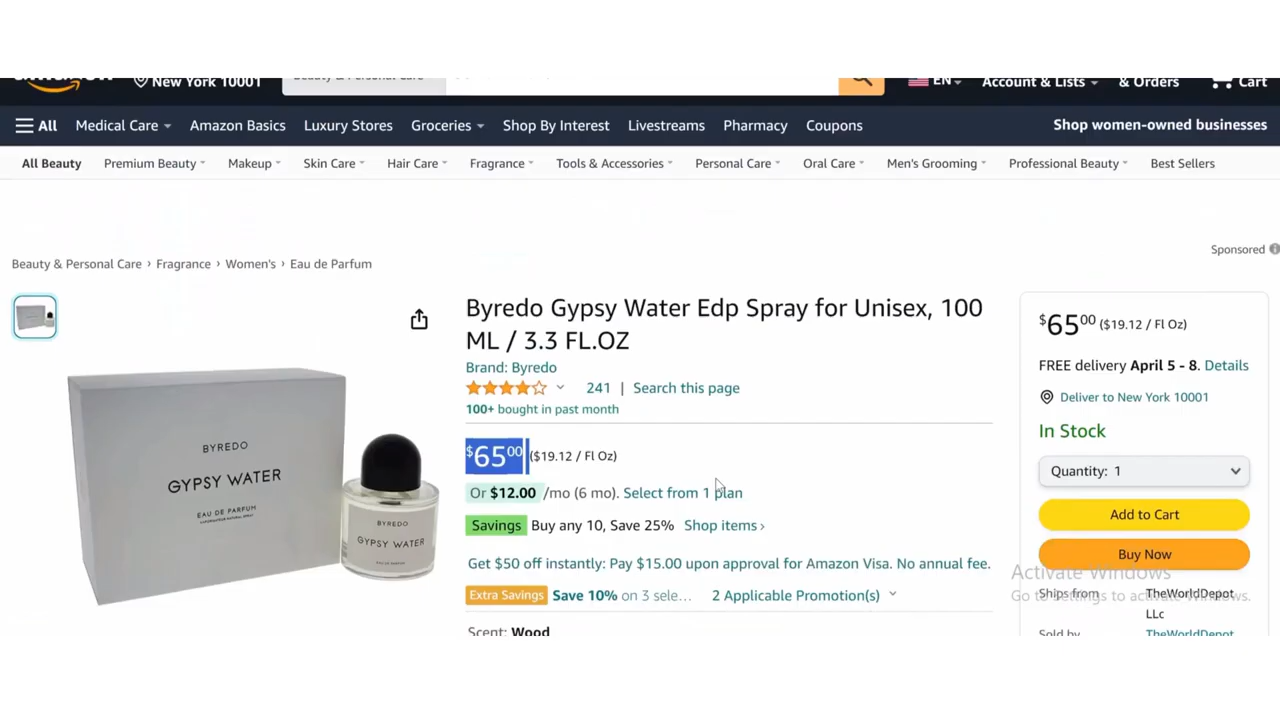 New York 10001
EN
Account & Lists
& Orders
Cart
All
Medical Care
Amazon Basics
Luxury Stores
Groceries
Shop By Interest
Livestreams
Pharmacy
Coupons
Shop women-owned businesses
All Beauty
Premium Beauty
Makeup
Skin Care
Hair Care
Fragrance
Tools & Accessories
Personal Care
Oral Care
Men's Grooming
Professional Beauty
Best Sellers
Sponsored
Beauty & Personal Care › Fragrance › Women's › Eau de Parfum
BYREDO
GYPSY WATER
EAU DE PARFUM
BYREDO
GYPSY WATER
Byredo Gypsy Water Edp Spray for Unisex, 100
ML / 3.3 FL.OZ
Brand: Byredo
241 | Search this page
100+ bought in past month
$6500 ($19.12 / Fl Oz)
Or $12.00 /mo (6 mo). Select from 1 plan
Savings Buy any 10, Save 25% Shop items ›
Get $50 off instantly: Pay $15.00 upon approval for Amazon Visa. No annual fee.
Extra Savings Save 10% on 3 sele... 2 Applicable Promotion(s)
Scent: Wood
$6500 ($19.12 / Fl Oz)
FREE delivery April 5 - 8. Details
Deliver to New York 10001
In Stock
Quantity: 1
Add to Cart
Buy Now
Activate Windows
Go to Settings to activate Windows.
Ships from TheWorldDepot
LLc
Sold by TheWorldDepot